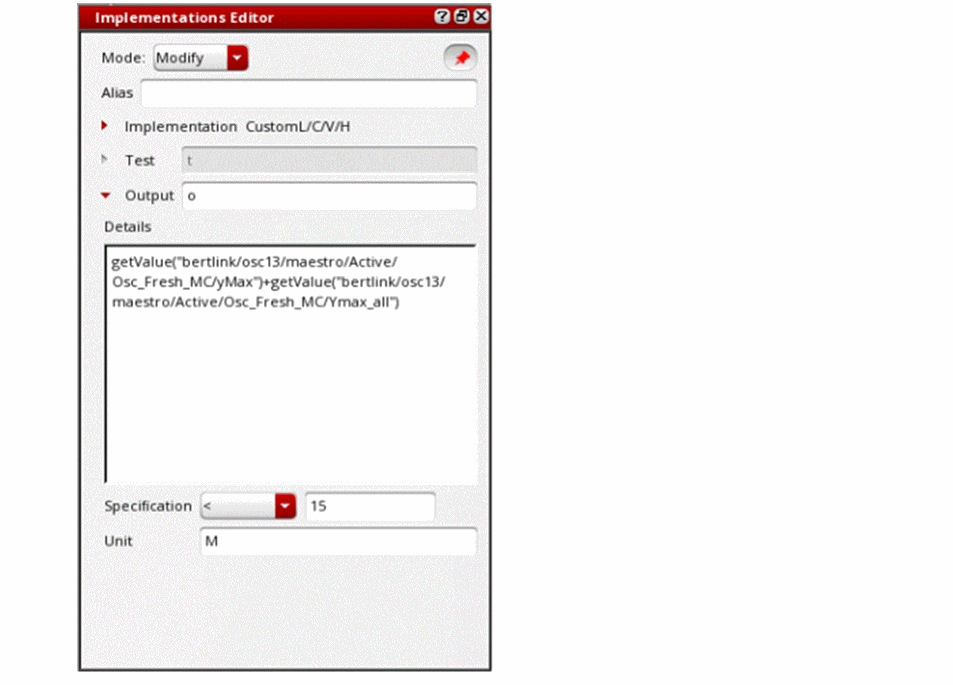 Implementations Editor
Mode: Modify
Alias
Implementation CustomL/C/V/H
Test t
Output o
Details
getValue("bertlink/osc13/maestro/Active/
Osc_Fresh_MC/yMax")+getValue("bertlink/osc13/
maestro/Active/Osc_Fresh_MC/Ymax_all")
Specification < 15
Unit M